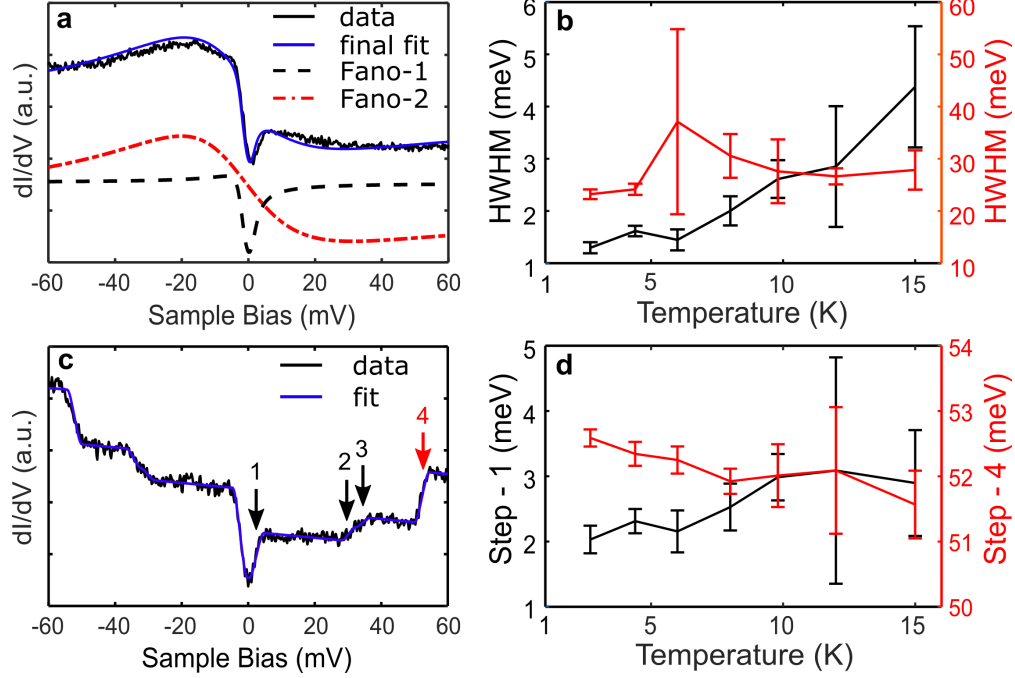 a
data
final fit
Fano-1
Fano-2
dI/dV (a.u.)
-60 -40 -20 0 20 40 60
Sample Bias (mV)
b
HWHM (meV)
6
5
4
3
2
1
1 5 10 15
Temperature (K)
60
50
40
30
20
10
HWHM (meV)
c
data
fit
1
2
3
4
dI/dV (a.u.)
-60 -40 -20 0 20 40 60
Sample Bias (mV)
d
Step - 1 (meV)
5
4
3
2
1
1 5 10 15
Temperature (K)
54
53
52
51
50
Step - 4 (meV)